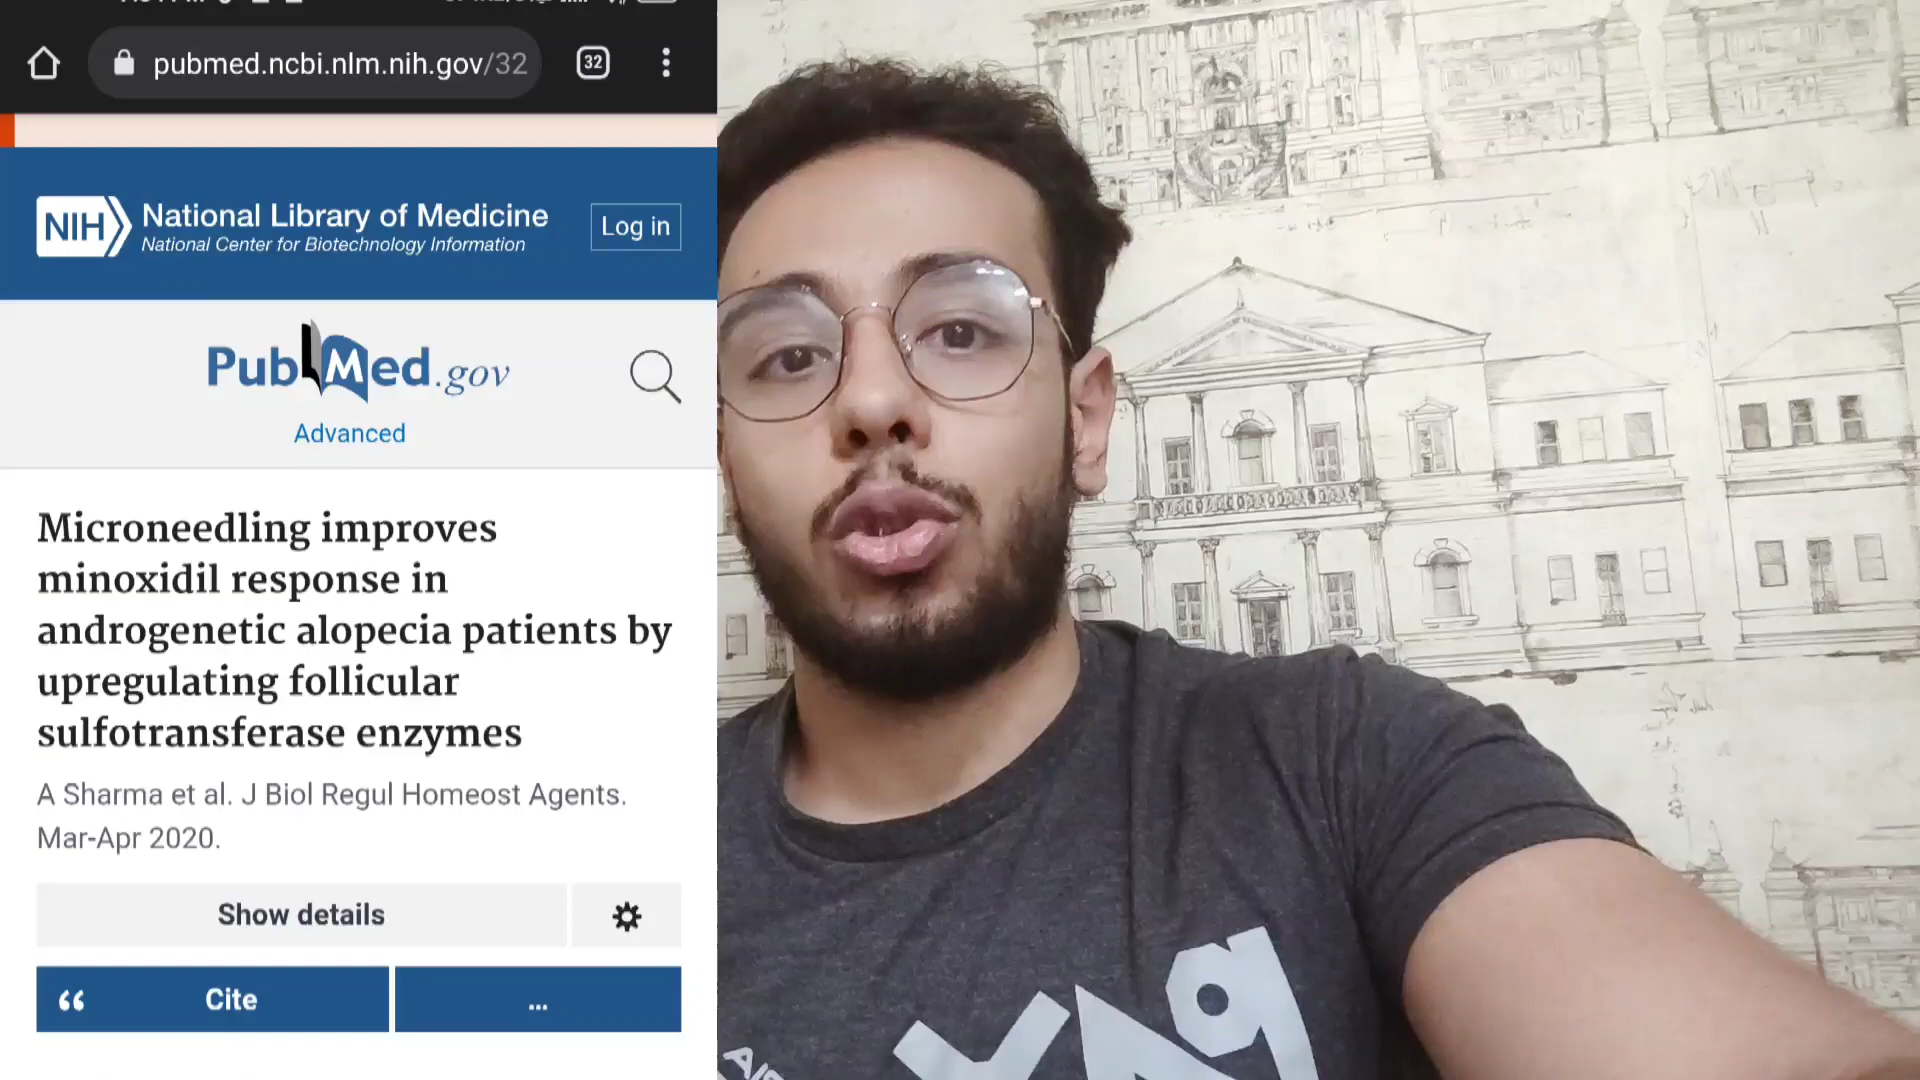 pubmed.ncbi.nlm.nih.gov/32
32
NIH National Library of Medicine
National Center for Biotechnology Information
Log in
PubMed.gov
Advanced
Microneedling improves
minoxidil response in
androgenetic alopecia patients by
upregulating follicular
sulfotransferase enzymes
A Sharma et al. J Biol Regul Homeost Agents.
Mar-Apr 2020.
Show details
Cite
...